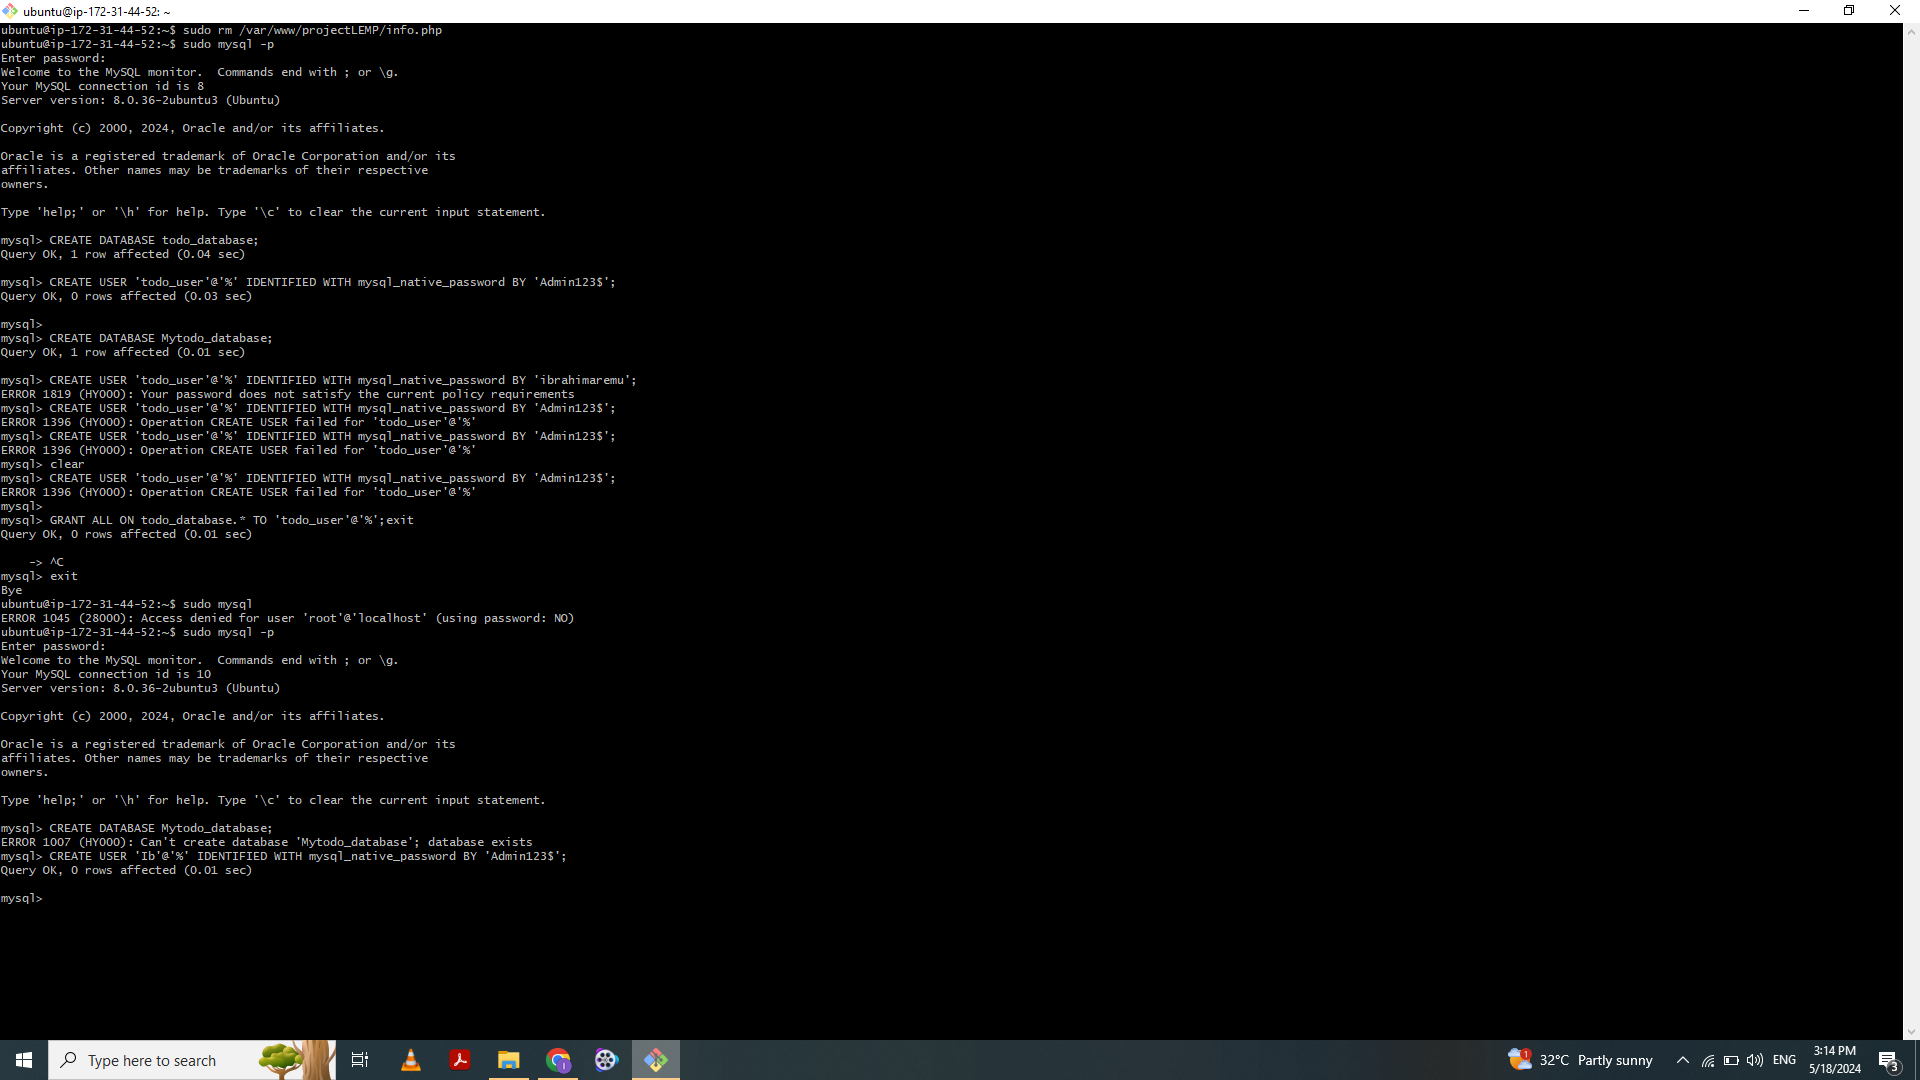 ubuntu@ip-172-31-44-52: ~
ubuntu@ip-172-31-44-52:~$ sudo rm /var/www/projectLEMP/info.php
ubuntu@ip-172-31-44-52:~$ sudo mysql -p
Enter password:
Welcome to the MySQL monitor.  Commands end with ; or \g.
Your MySQL connection id is 8
Server version: 8.0.36-2ubuntu3 (Ubuntu)
Copyright (c) 2000, 2024, Oracle and/or its affiliates.
Oracle is a registered trademark of Oracle Corporation and/or its
affiliates. Other names may be trademarks of their respective
owners.
Type 'help;' or '\h' for help. Type '\c' to clear the current input statement.
mysql> CREATE DATABASE todo_database;
Query OK, 1 row affected (0.04 sec)
mysql> CREATE USER 'todo_user'@'%' IDENTIFIED WITH mysql_native_password BY 'Admin123$';
Query OK, 0 rows affected (0.03 sec)
mysql>
mysql> CREATE DATABASE Mytodo_database;
Query OK, 1 row affected (0.01 sec)
mysql> CREATE USER 'todo_user'@'%' IDENTIFIED WITH mysql_native_password BY 'ibrahimaremu';
ERROR 1819 (HY000): Your password does not satisfy the current policy requirements
mysql> CREATE USER 'todo_user'@'%' IDENTIFIED WITH mysql_native_password BY 'Admin123$';
ERROR 1396 (HY000): Operation CREATE USER failed for 'todo_user'@'%'
mysql> CREATE USER 'todo_user'@'%' IDENTIFIED WITH mysql_native_password BY 'Admin123$';
ERROR 1396 (HY000): Operation CREATE USER failed for 'todo_user'@'%'
mysql> clear
mysql> CREATE USER 'todo_user'@'%' IDENTIFIED WITH mysql_native_password BY 'Admin123$';
ERROR 1396 (HY000): Operation CREATE USER failed for 'todo_user'@'%'
mysql>
mysql> GRANT ALL ON todo_database.* TO 'todo_user'@'%';exit
Query OK, 0 rows affected (0.01 sec)
    -> ^C
mysql> exit
Bye
ubuntu@ip-172-31-44-52:~$ sudo mysql
ERROR 1045 (28000): Access denied for user 'root'@'localhost' (using password: NO)
ubuntu@ip-172-31-44-52:~$ sudo mysql -p
Enter password:
Welcome to the MySQL monitor.  Commands end with ; or \g.
Your MySQL connection id is 10
Server version: 8.0.36-2ubuntu3 (Ubuntu)
Copyright (c) 2000, 2024, Oracle and/or its affiliates.
Oracle is a registered trademark of Oracle Corporation and/or its
affiliates. Other names may be trademarks of their respective
owners.
Type 'help;' or '\h' for help. Type '\c' to clear the current input statement.
mysql> CREATE DATABASE Mytodo_database;
ERROR 1007 (HY000): Can't create database 'Mytodo_database'; database exists
mysql> CREATE USER 'Ib'@'%' IDENTIFIED WITH mysql_native_password BY 'Admin123$';
Query OK, 0 rows affected (0.01 sec)
mysql>
Type here to search
1
32°C Partly sunny
ENG
3:14 PM
5/18/2024
3